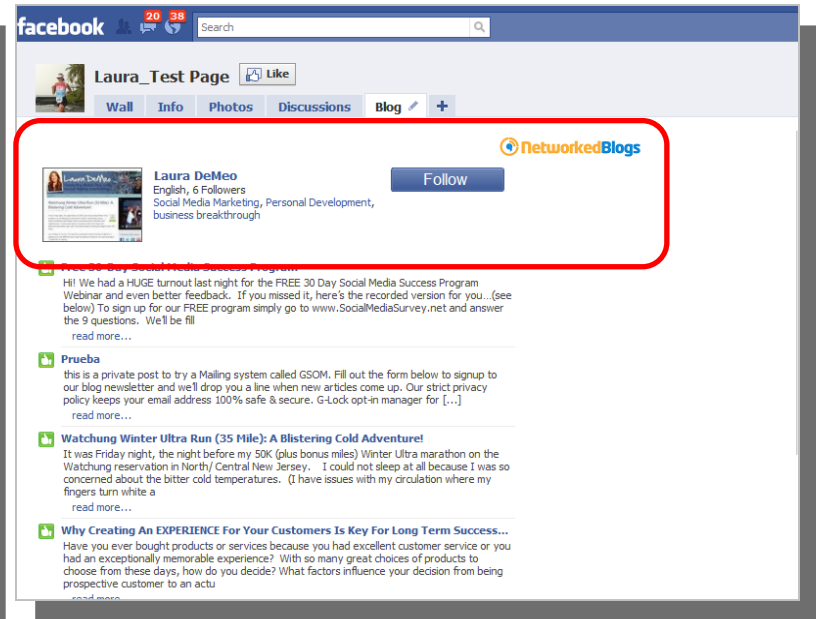 facebook 20 38 Search
Laura_Test Page Like
Wall Info Photos Discussions Blog +
NetworkedBlogs
Laura DeMeo
English, 6 Followers
Social Media Marketing, Personal Development,
business breakthrough
Follow
Laura DeMeo
Free 30-Day Social Media Success Program
Hi! We had a HUGE turnout last night for the FREE 30 Day Social Media Success Program
Webinar and even better feedback. If you missed it, here's the recorded version for you...(see
below) To sign up for our FREE program simply go to www.SocialMediaSurvey.net and answer
the 9 questions. We'll be fill
read more...
Prueba
this is a private post to try a Mailing system called GSOM. Fill out the form below to signup to
our blog newsletter and we'll drop you a line when new articles come up. Our strict privacy
policy keeps your email address 100% safe & secure. G-Lock opt-in manager for [...]
read more...
Watchung Winter Ultra Run (35 Mile): A Blistering Cold Adventure!
It was Friday night, the night before my 50K (plus bonus miles) Winter Ultra marathon on the
Watchung reservation in North/ Central New Jersey. I could not sleep at all because I was so
concerned about the bitter cold temperatures. (I have issues with my circulation where my
fingers turn white a
read more...
Why Creating An EXPERIENCE For Your Customers Is Key For Long Term Success...
Have you ever bought products or services because you had excellent customer service or you
had an exceptionally memorable experience? With so many great choices of products to
choose from these days, how do you decide? What factors influence your decision from being
prospective customer to an actu
read more